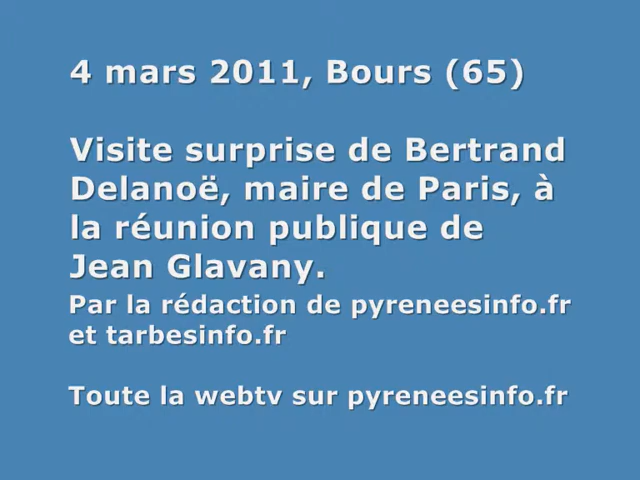 4 mars 2011, Bours (65)
Visite surprise de Bertrand
Delanoë, maire de Paris, à
la réunion publique de
Jean Glavany.
Par la rédaction de pyreneesinfo.fr
et tarbesinfo.fr
Toute la webtv sur pyreneesinfo.fr